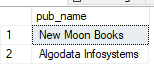 pub_name
1 New Moon Books
2 Algodata Infosystems